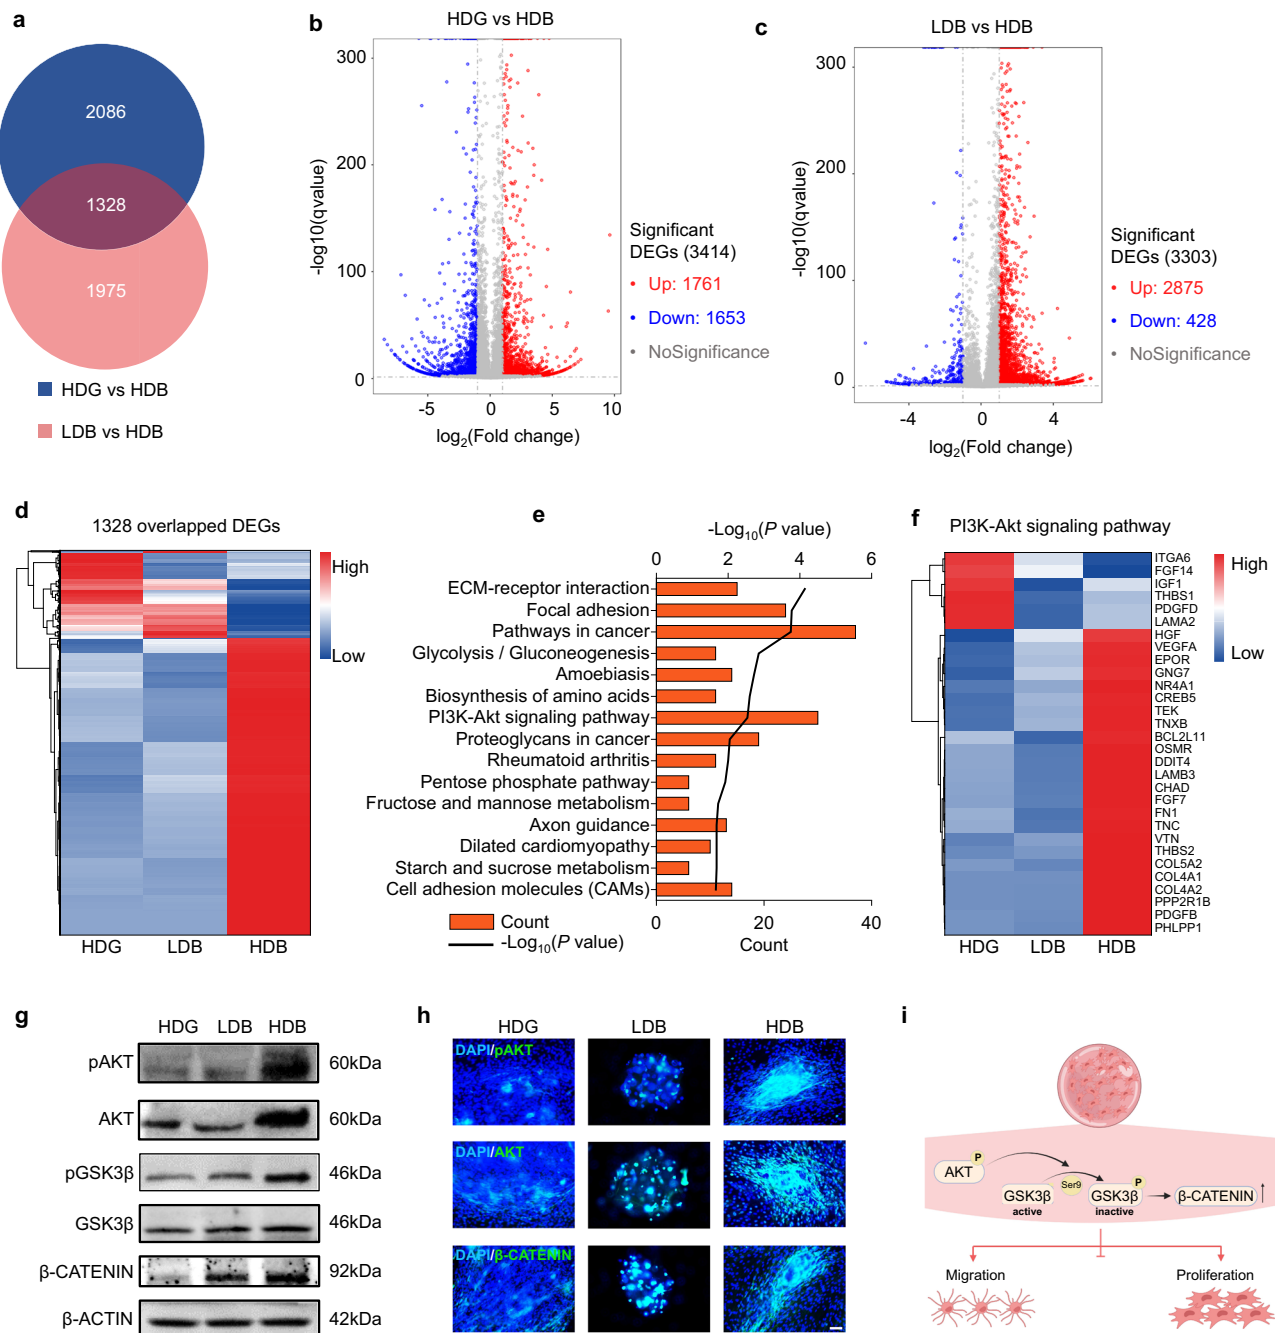 a
2086
1328
1975
HDG vs HDB
LDB vs HDB
b
HDG vs HDB
-log10(qvalue)
300
200
100
0
-5
0
5
10
log2(Fold change)
Significant
DEGs (3414)
Up: 1761
Down: 1653
NoSignificance
c
LDB vs HDB
-log10(qvalue)
300
200
100
0
-4
0
4
log2(Fold change)
Significant
DEGs (3303)
Up: 2875
Down: 428
NoSignificance
d
1328 overlapped DEGs
High
Low
HDG
LDB
HDB
e
-Log10(P value)
0
2
4
6
ECM-receptor interaction
Focal adhesion
Pathways in cancer
Glycolysis / Gluconeogenesis
Amoebiasis
Biosynthesis of amino acids
PI3K-Akt signaling pathway
Proteoglycans in cancer
Rheumatoid arthritis
Pentose phosphate pathway
Fructose and mannose metabolism
Axon guidance
Dilated cardiomyopathy
Starch and sucrose metabolism
Cell adhesion molecules (CAMs)
0
20
40
Count
Count
-Log10(P value)
f
PI3K-Akt signaling pathway
ITGA6
FGF14
IGF1
THBS1
PDGFD
LAMA2
HGF
VEGFA
EPOR
GNG7
NR4A1
CREB5
TEK
TNXB
BCL2L11
OSMR
DDIT4
LAMB3
CHAD
FGF7
FN1
TNC
VTN
THBS2
COL5A2
COL4A1
COL4A2
PPP2R1B
PDGFB
PHLPP1
High
Low
HDG
LDB
HDB
g
HDG
LDB
HDB
pAKT
60kDa
AKT
60kDa
pGSK3β
46kDa
GSK3β
46kDa
β-CATENIN
92kDa
β-ACTIN
42kDa
h
HDG
LDB
HDB
DAPI/pAKT
DAPI/AKT
DAPI/β-CATENIN
i
AKT
P
GSK3β
active
Ser9
GSK3β
P
inactive
β-CATENIN
Migration
Proliferation